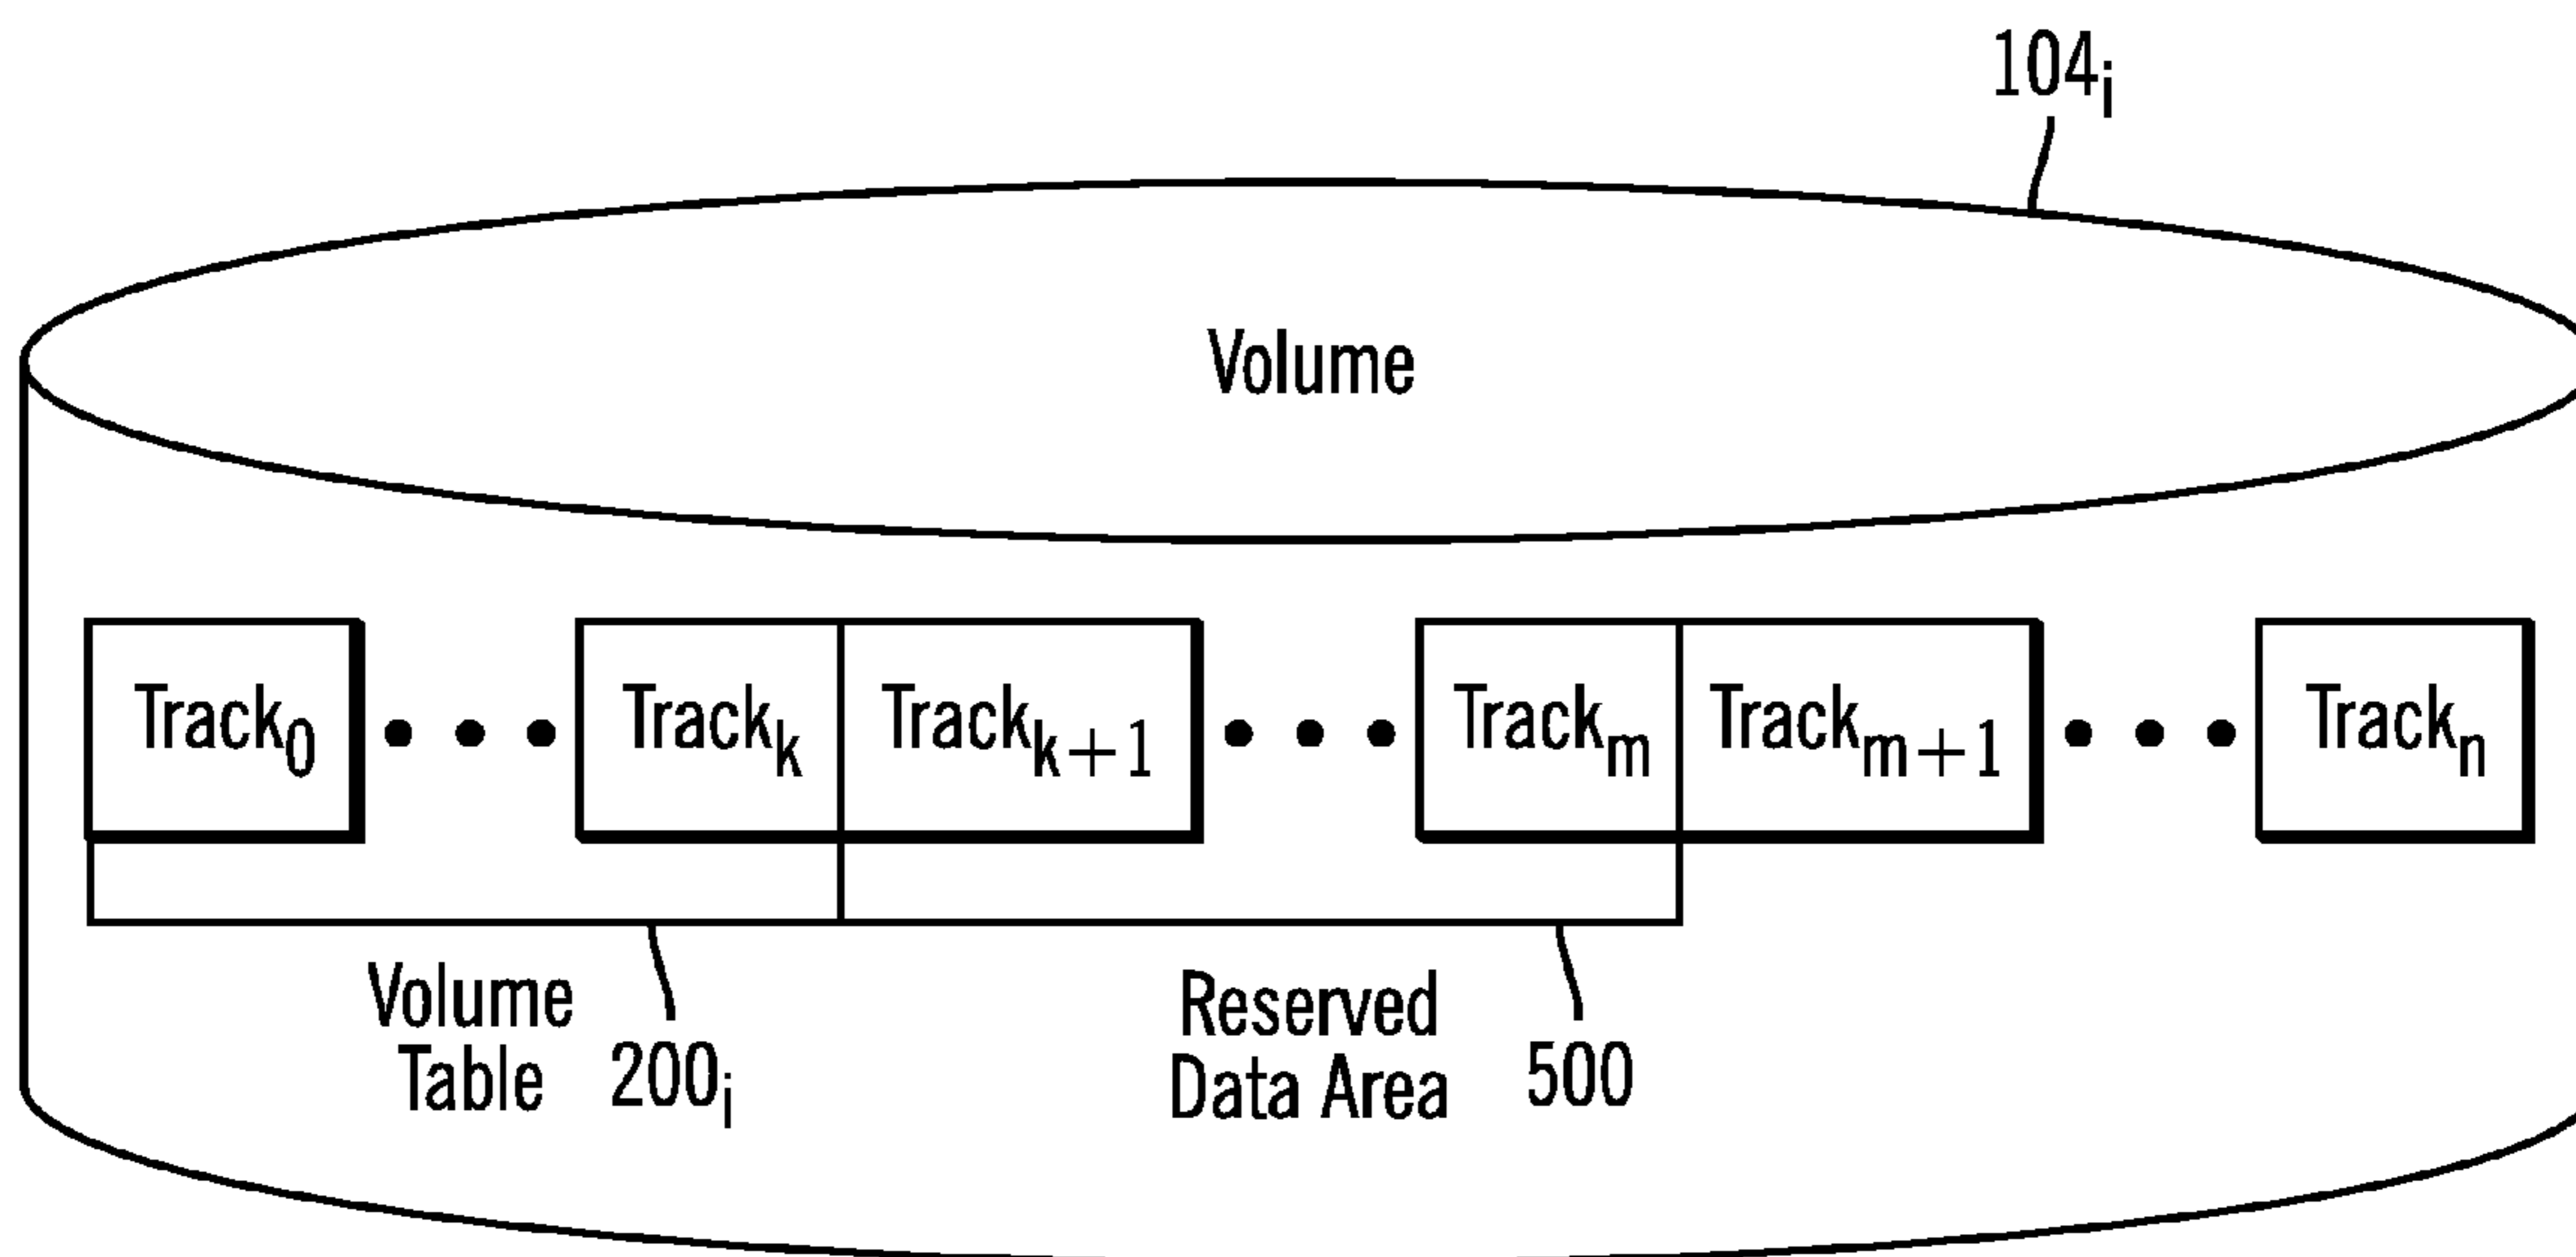 104i
Volume
Track0 • • • Trackk Trackk+1 • • • Trackm Trackm+1 • • • Trackn
Volume Table 200i
Reserved Data Area 500